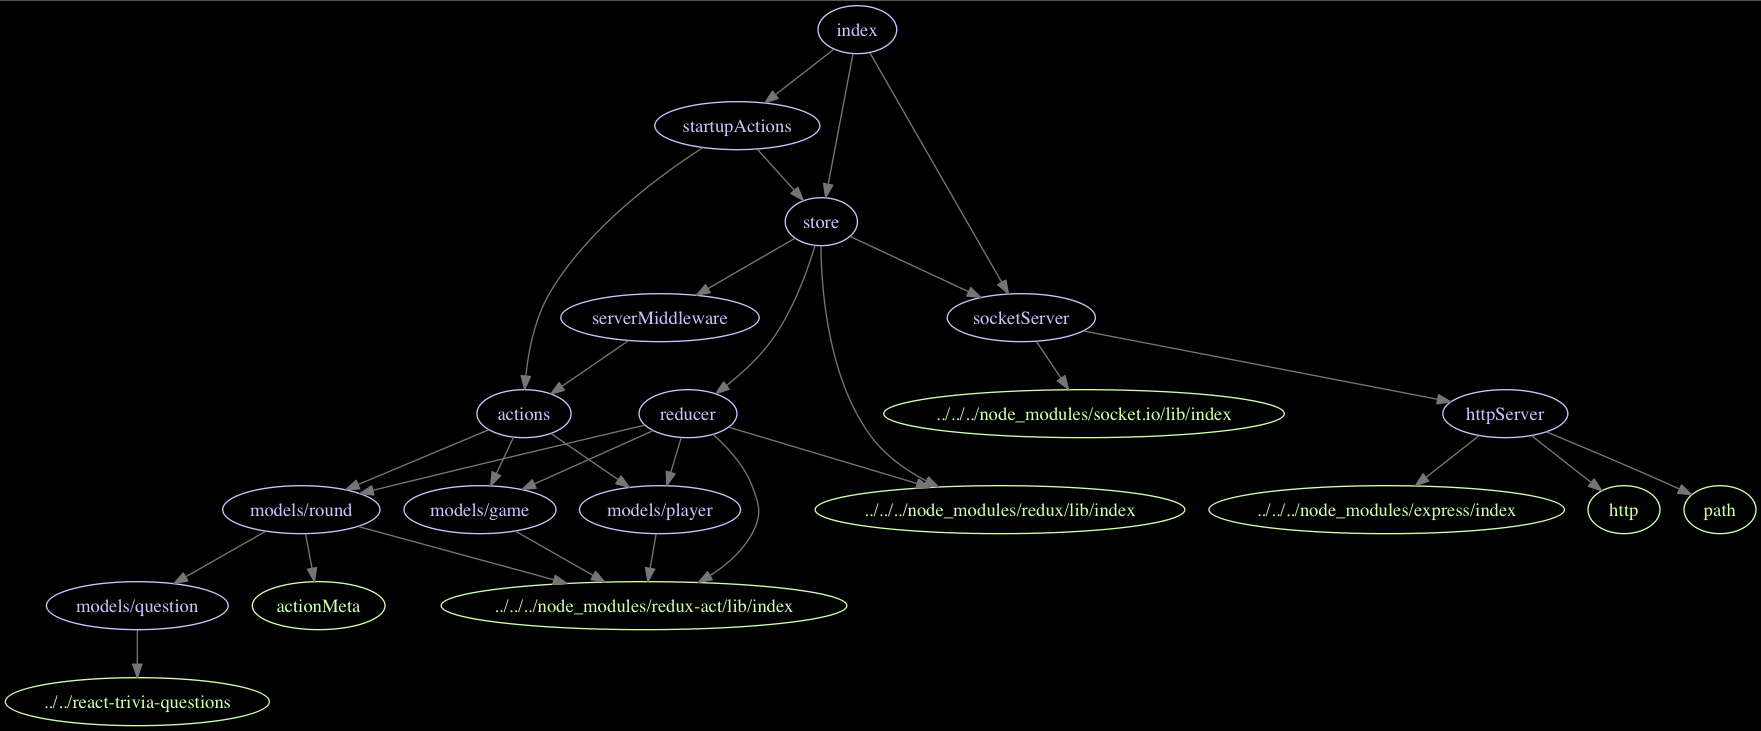 index
startupActions
store
serverMiddleware
socketServer
actions
reducer
../../../node_modules/socket.io/lib/index
httpServer
models/round
models/game
models/player
../../../node_modules/redux/lib/index
../../../node_modules/express/index
http
path
models/question
actionMeta
../../../node_modules/redux-act/lib/index
../../react-trivia-questions